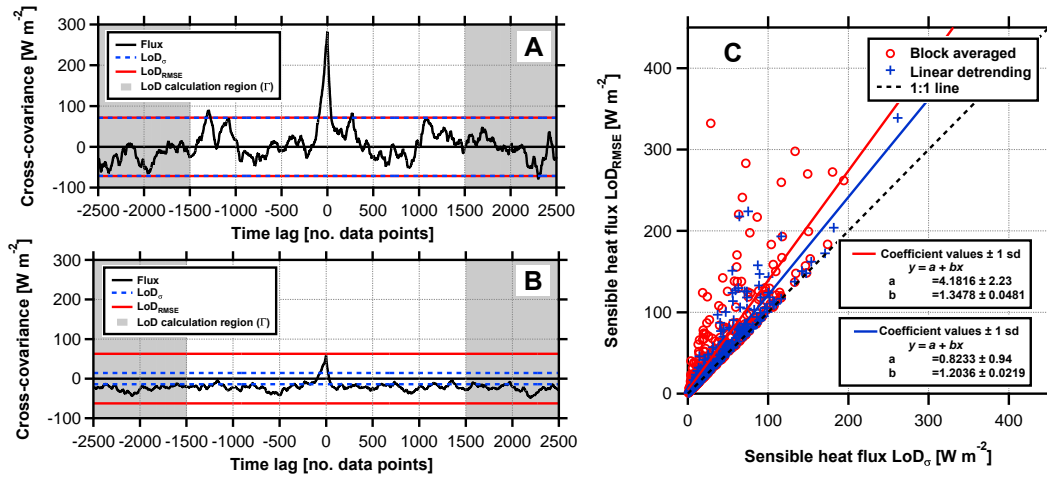 A
300
200
100
0
-100
Cross-covariance [W m-2]
Flux
LoDσ
LoDRMSE
LoD calculation region (Γ)
-2500 -2000 -1500 -1000 -500 0 500 1000 1500 2000 2500
Time lag [no. data points]
B
300
200
100
0
-100
Cross-covariance [W m-2]
Flux
LoDσ
LoDRMSE
LoD calculation region (Γ)
-2500 -2000 -1500 -1000 -500 0 500 1000 1500 2000 2500
Time lag [no. data points]
C
400
300
200
100
0
Sensible heat flux LoDRMSE [W m-2]
Block averaged
Linear detrending
1:1 line
Coefficient values ± 1 sd
y = a + bx
a =4.1816 ± 2.23
b =1.3478 ± 0.0481
Coefficient values ± 1 sd
y = a + bx
a =0.8233 ± 0.94
b =1.2036 ± 0.0219
0 100 200 300 400
Sensible heat flux LoDσ [W m-2]